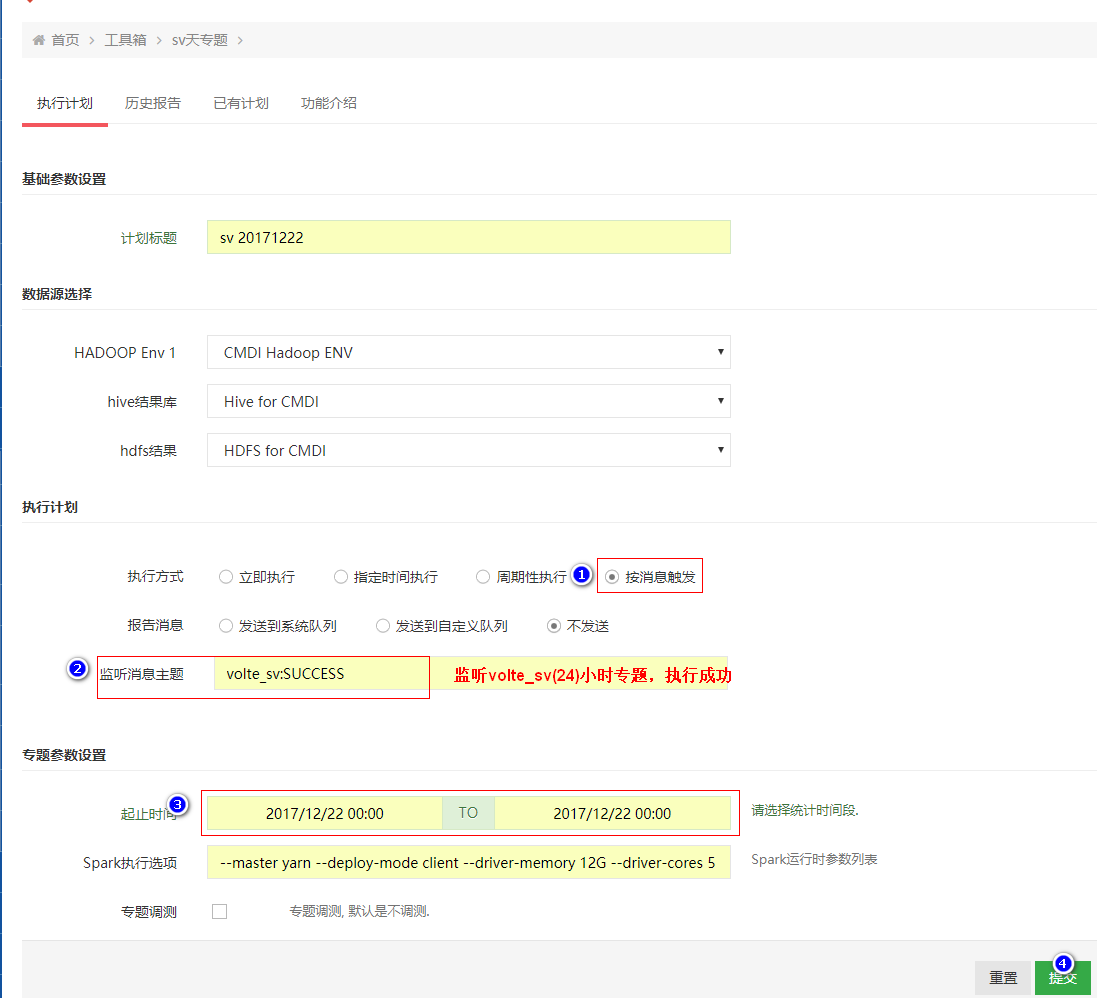 首页 > 工具箱 > sv天专题 >
执行计划 历史报告 已有计划 功能介绍
基础参数设置
计划标题 sv 20171222
数据源选择
HADOOP Env 1 CMDI Hadoop ENV
hive结果库 Hive for CMDI
hdfs结果 HDFS for CMDI
执行计划
执行方式 立即执行 指定时间执行 周期性执行 1 按消息触发
报告消息 发送到系统队列 发送到自定义队列 不发送
2 监听消息主题 volte_sv:SUCCESS 监听volte_sv(24)小时专题，执行成功
专题参数设置
起止时间 3 2017/12/22 00:00 TO 2017/12/22 00:00 请选择统计时间段.
Spark执行选项 --master yarn --deploy-mode client --driver-memory 12G --driver-cores 5 Spark运行时参数列表
专题调测 专题调测, 默认是不调测.
4
重置 提交